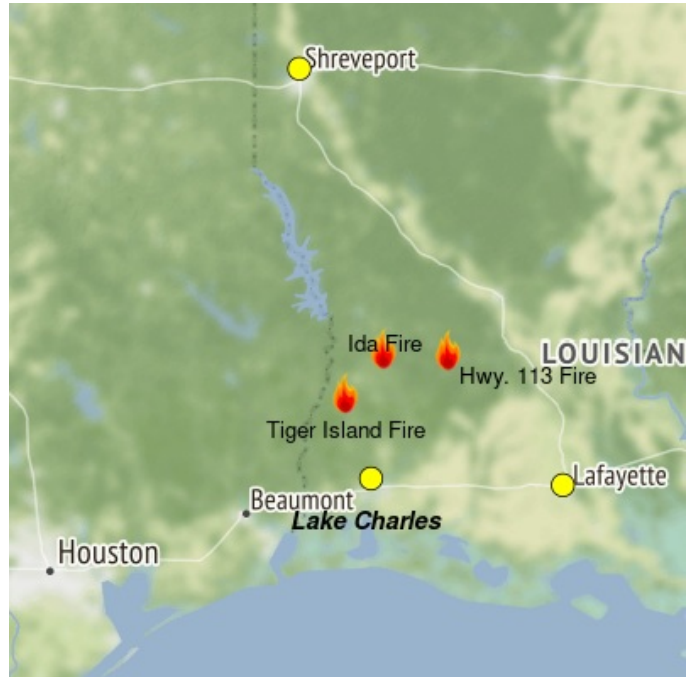 Shreveport
Ida Fire
LOUISIAN
Hwy. 113 Fire
Tiger Island Fire
Lafayette
Beaumont
Lake Charles
Houston